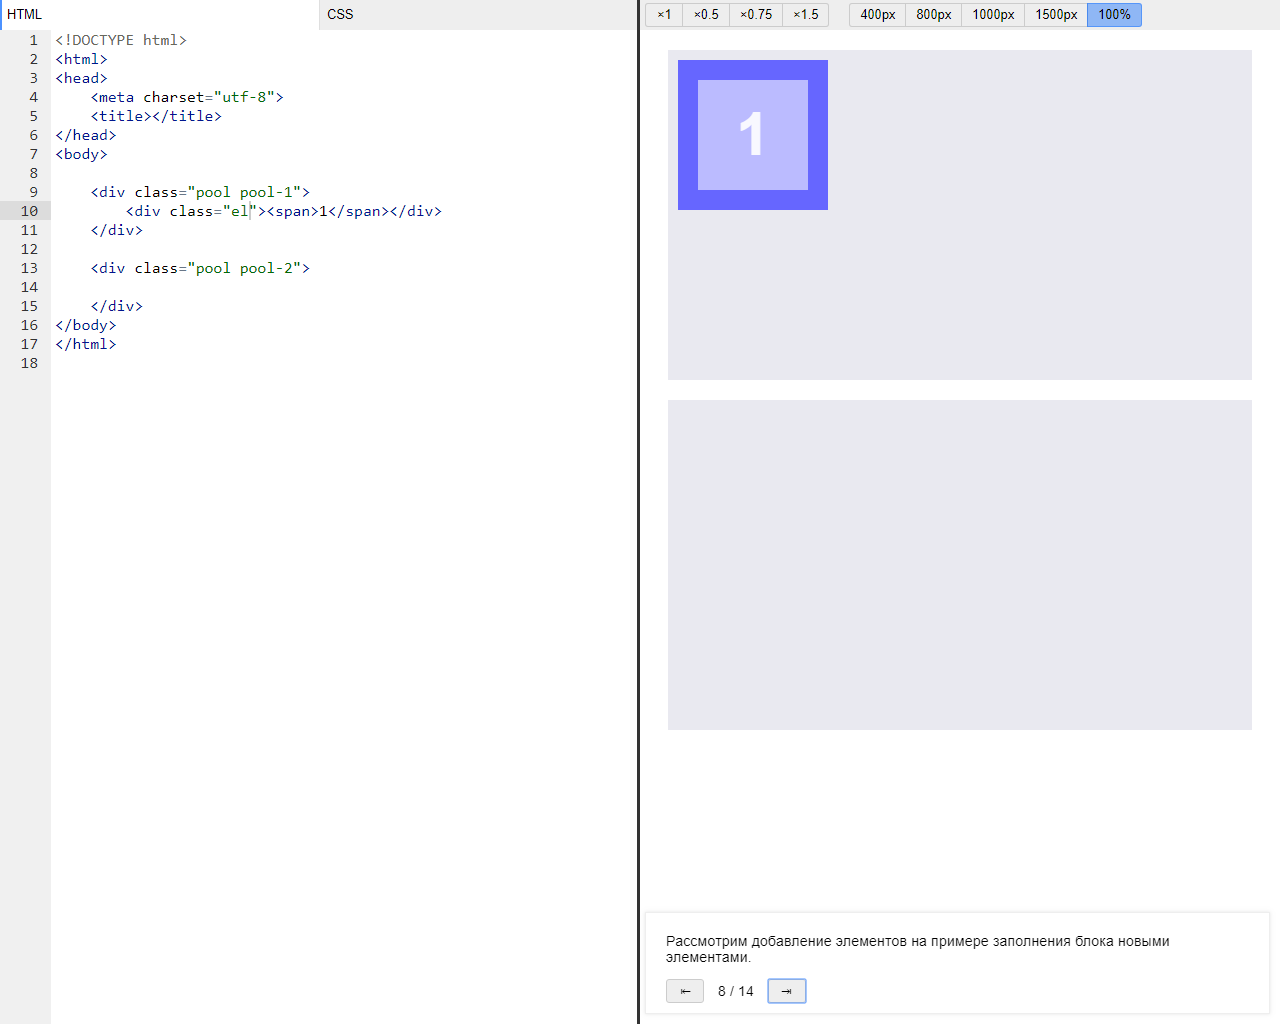 HTML
CSS
×1 ×0.5 ×0.75 ×1.5 400px 800px 1000px 1500px 100%
1 <!DOCTYPE html>
2 <html>
3 <head>
4     <meta charset="utf-8">
5     <title></title>
6 </head>
7 <body>
8
9     <div class="pool pool-1">
10         <div class="el"><span>1</span></div>
11     </div>
12
13     <div class="pool pool-2">
14
15     </div>
16 </body>
17 </html>
18
1
Рассмотрим добавление элементов на примере заполнения блока новыми
элементами.
⇤ 8 / 14 ⇥